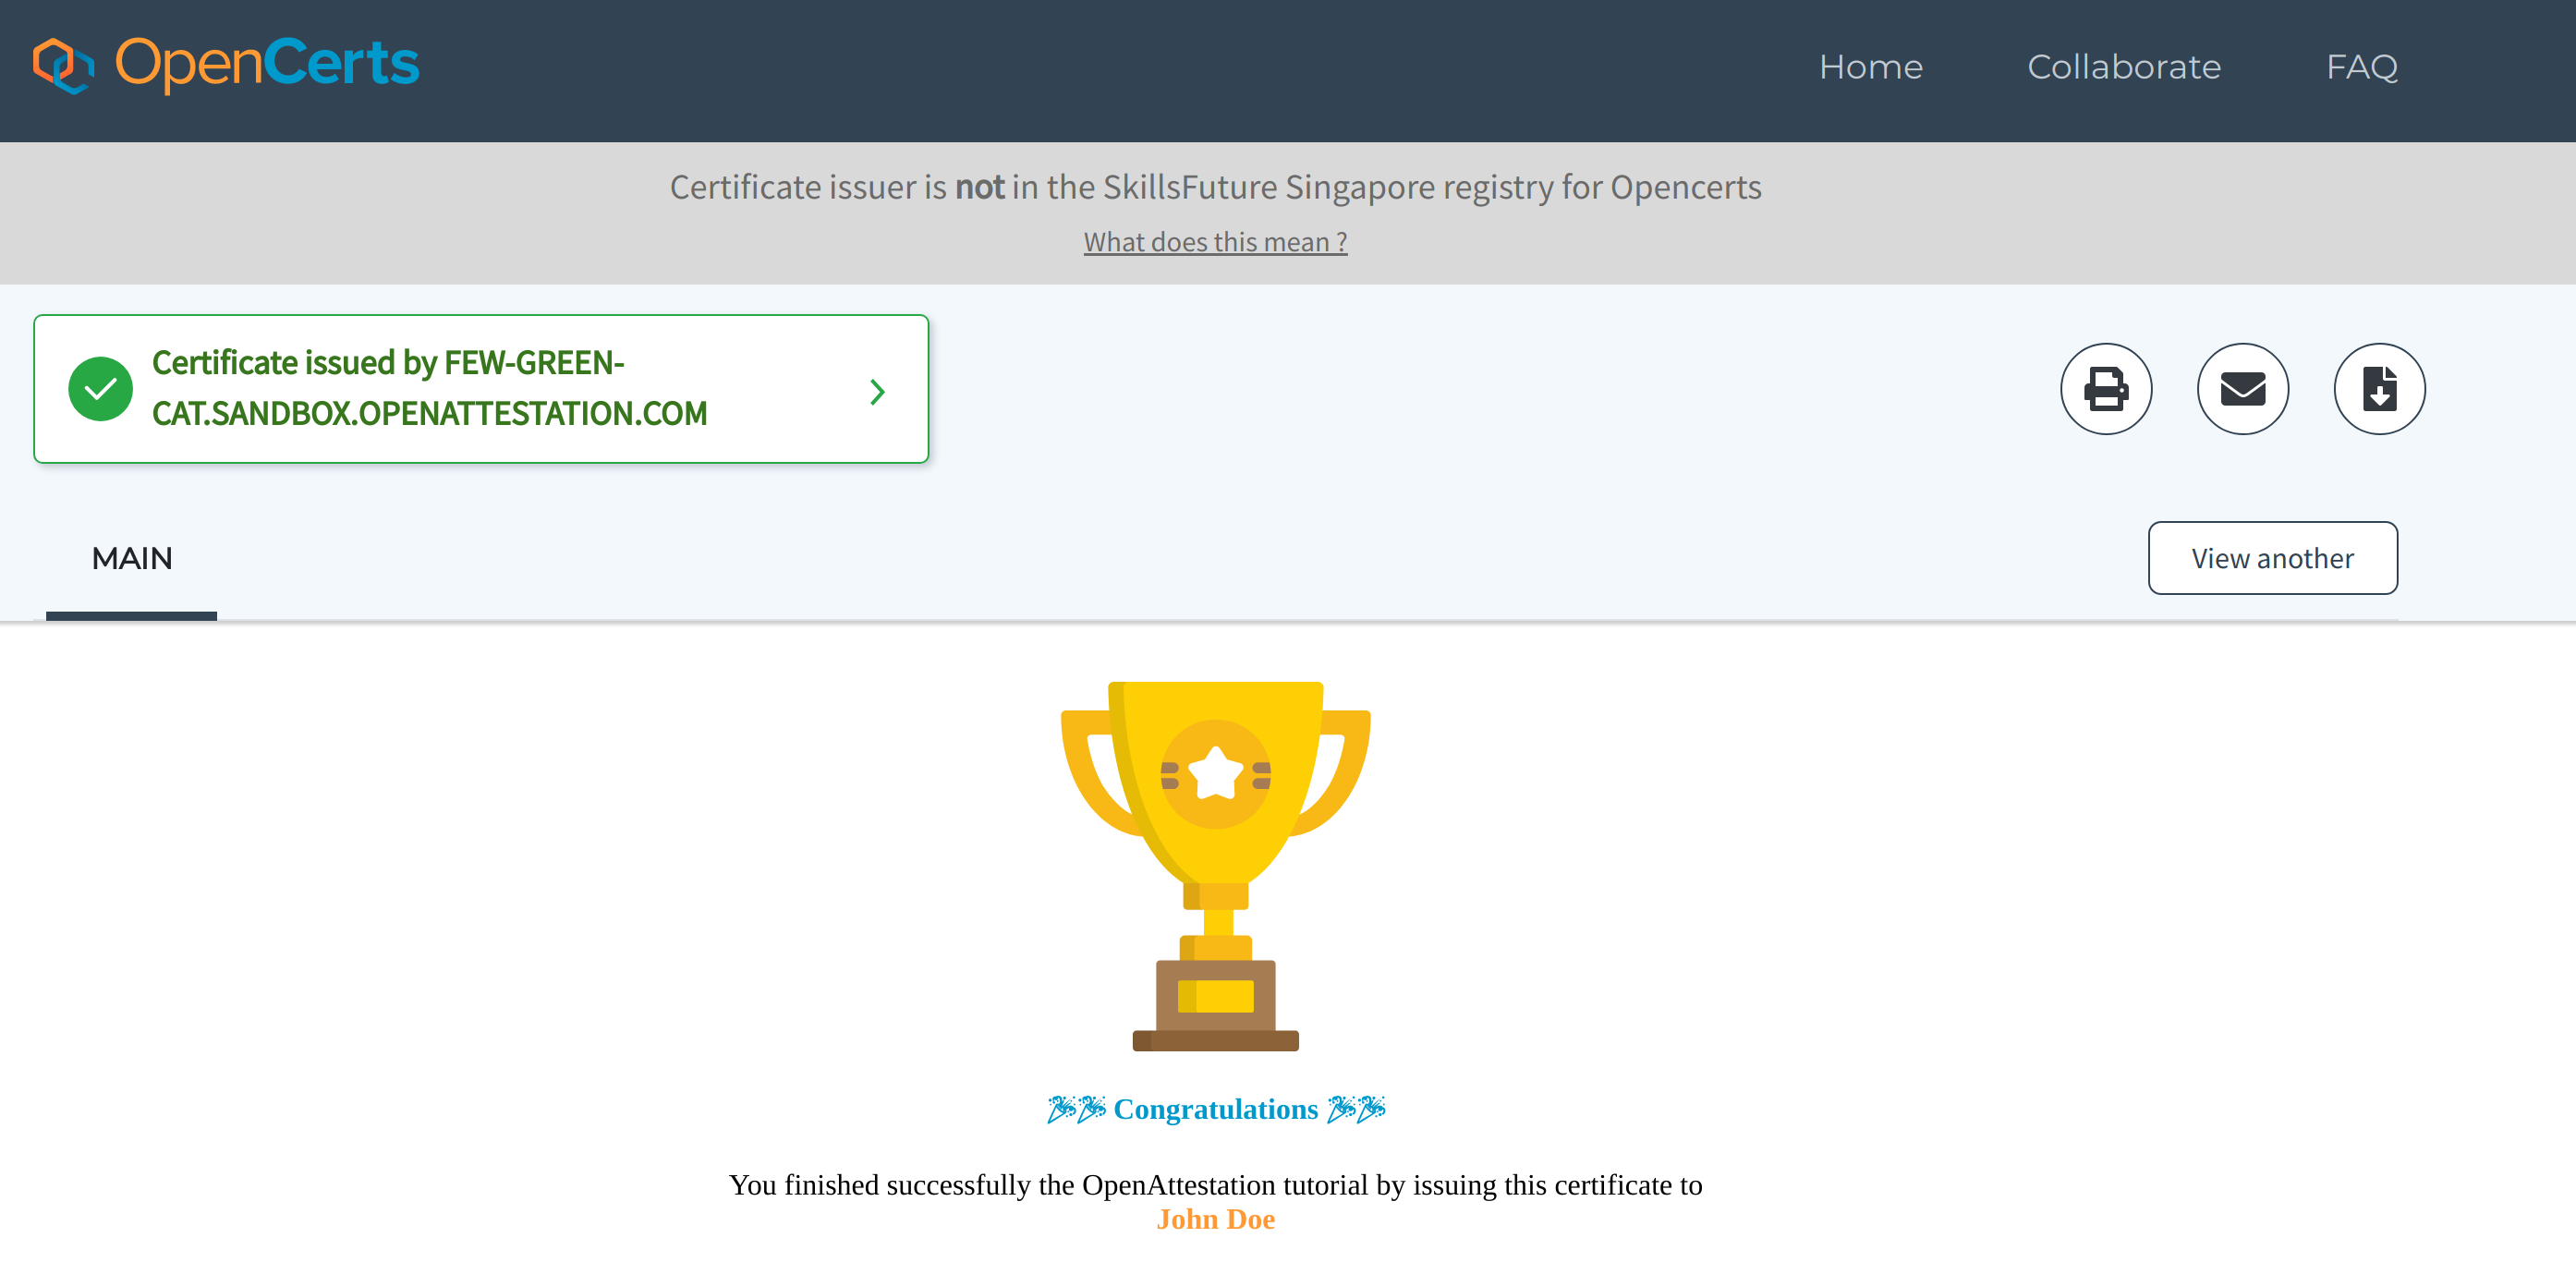 OpenCerts
Home Collaborate FAQ
Certificate issuer is not in the SkillsFuture Singapore registry for Opencerts
What does this mean ?
Certificate issued by FEW-GREEN-
CAT.SANDBOX.OPENATTESTATION.COM
MAIN
View another
🎉🎉 Congratulations 🎉🎉
You finished successfully the OpenAttestation tutorial by issuing this certificate to
John Doe